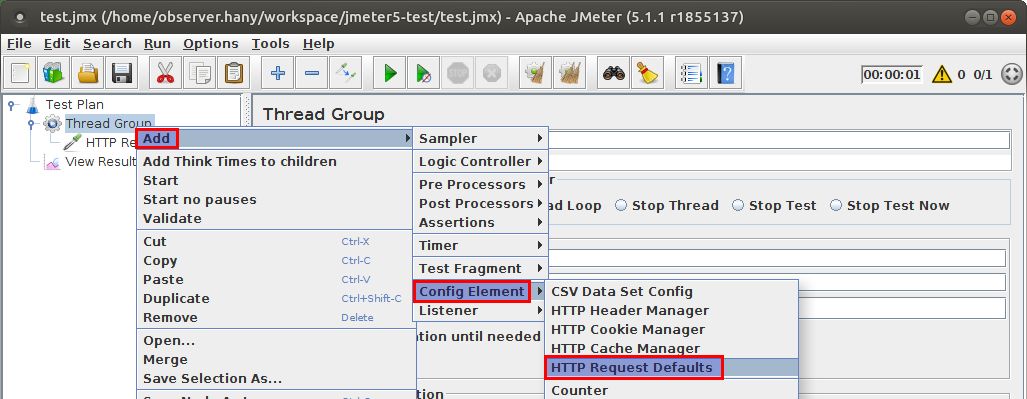 test.jmx (/home/observer.hany/workspace/jmeter5-test/test.jmx) - Apache JMeter (5.1.1 r1855137)
File Edit Search Run Options Tools Help
00:00:01 0 0/1
Test Plan
Thread Group
HTTP Re
View Result
Thread Group
Add
Add Think Times to children
Start
Start no pauses
Validate
Cut Ctrl-X
Copy Ctrl-C
Paste Ctrl-V
Duplicate Ctrl+Shift-C
Remove Delete
Open...
Merge
Save Selection As...
Sampler
Logic Controller
Pre Processors
Post Processors
Assertions
Timer
Test Fragment
Config Element
Listener
CSV Data Set Config
HTTP Header Manager
HTTP Cookie Manager
HTTP Cache Manager
HTTP Request Defaults
Counter
ad Loop Stop Thread Stop Test Stop Test Now
tion until needed